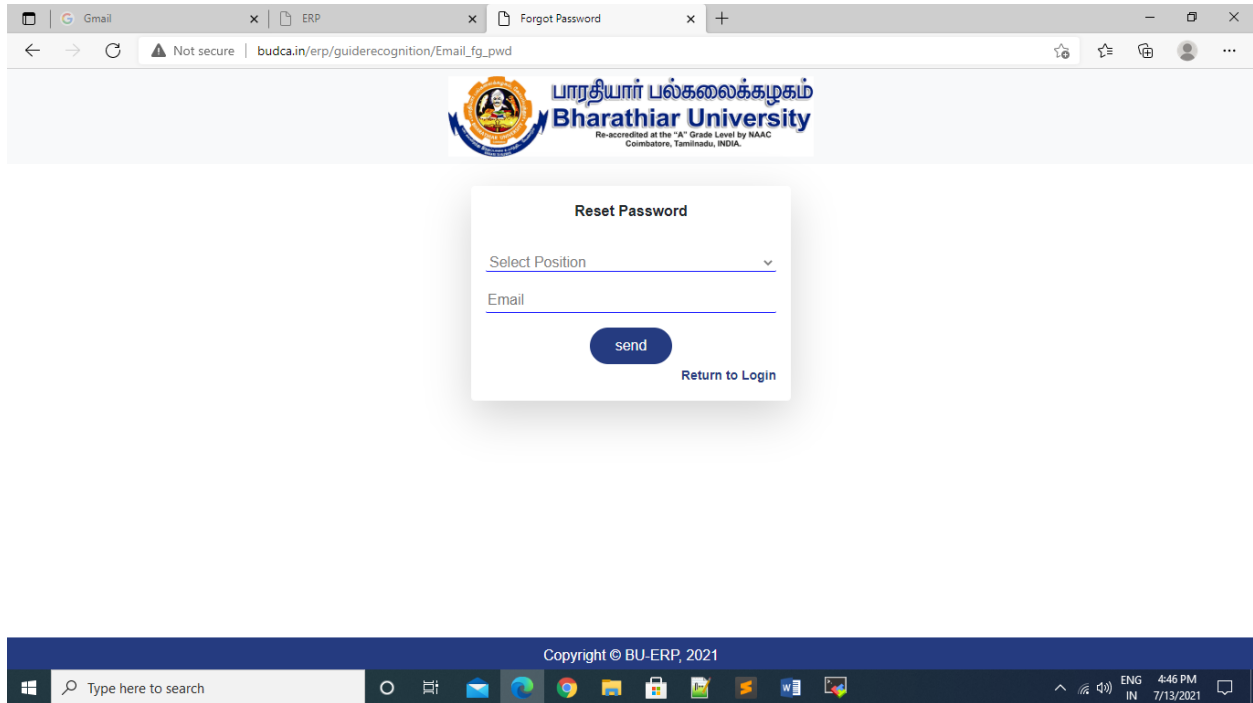 Gmail
ERP
Forgot Password
Not secure
budca.in/erp/guiderecognition/Email_fg_pwd
பாரதியார் பல்கலைக்கழகம்
Bharathiar University
Re-accredited at the "A" Grade Level by NAAC
Coimbatore, Tamilnadu, INDIA.
Reset Password
Select Position
Email
send
Return to Login
Copyright © BU-ERP, 2021
Type here to search
ENG
IN
4:46 PM
7/13/2021